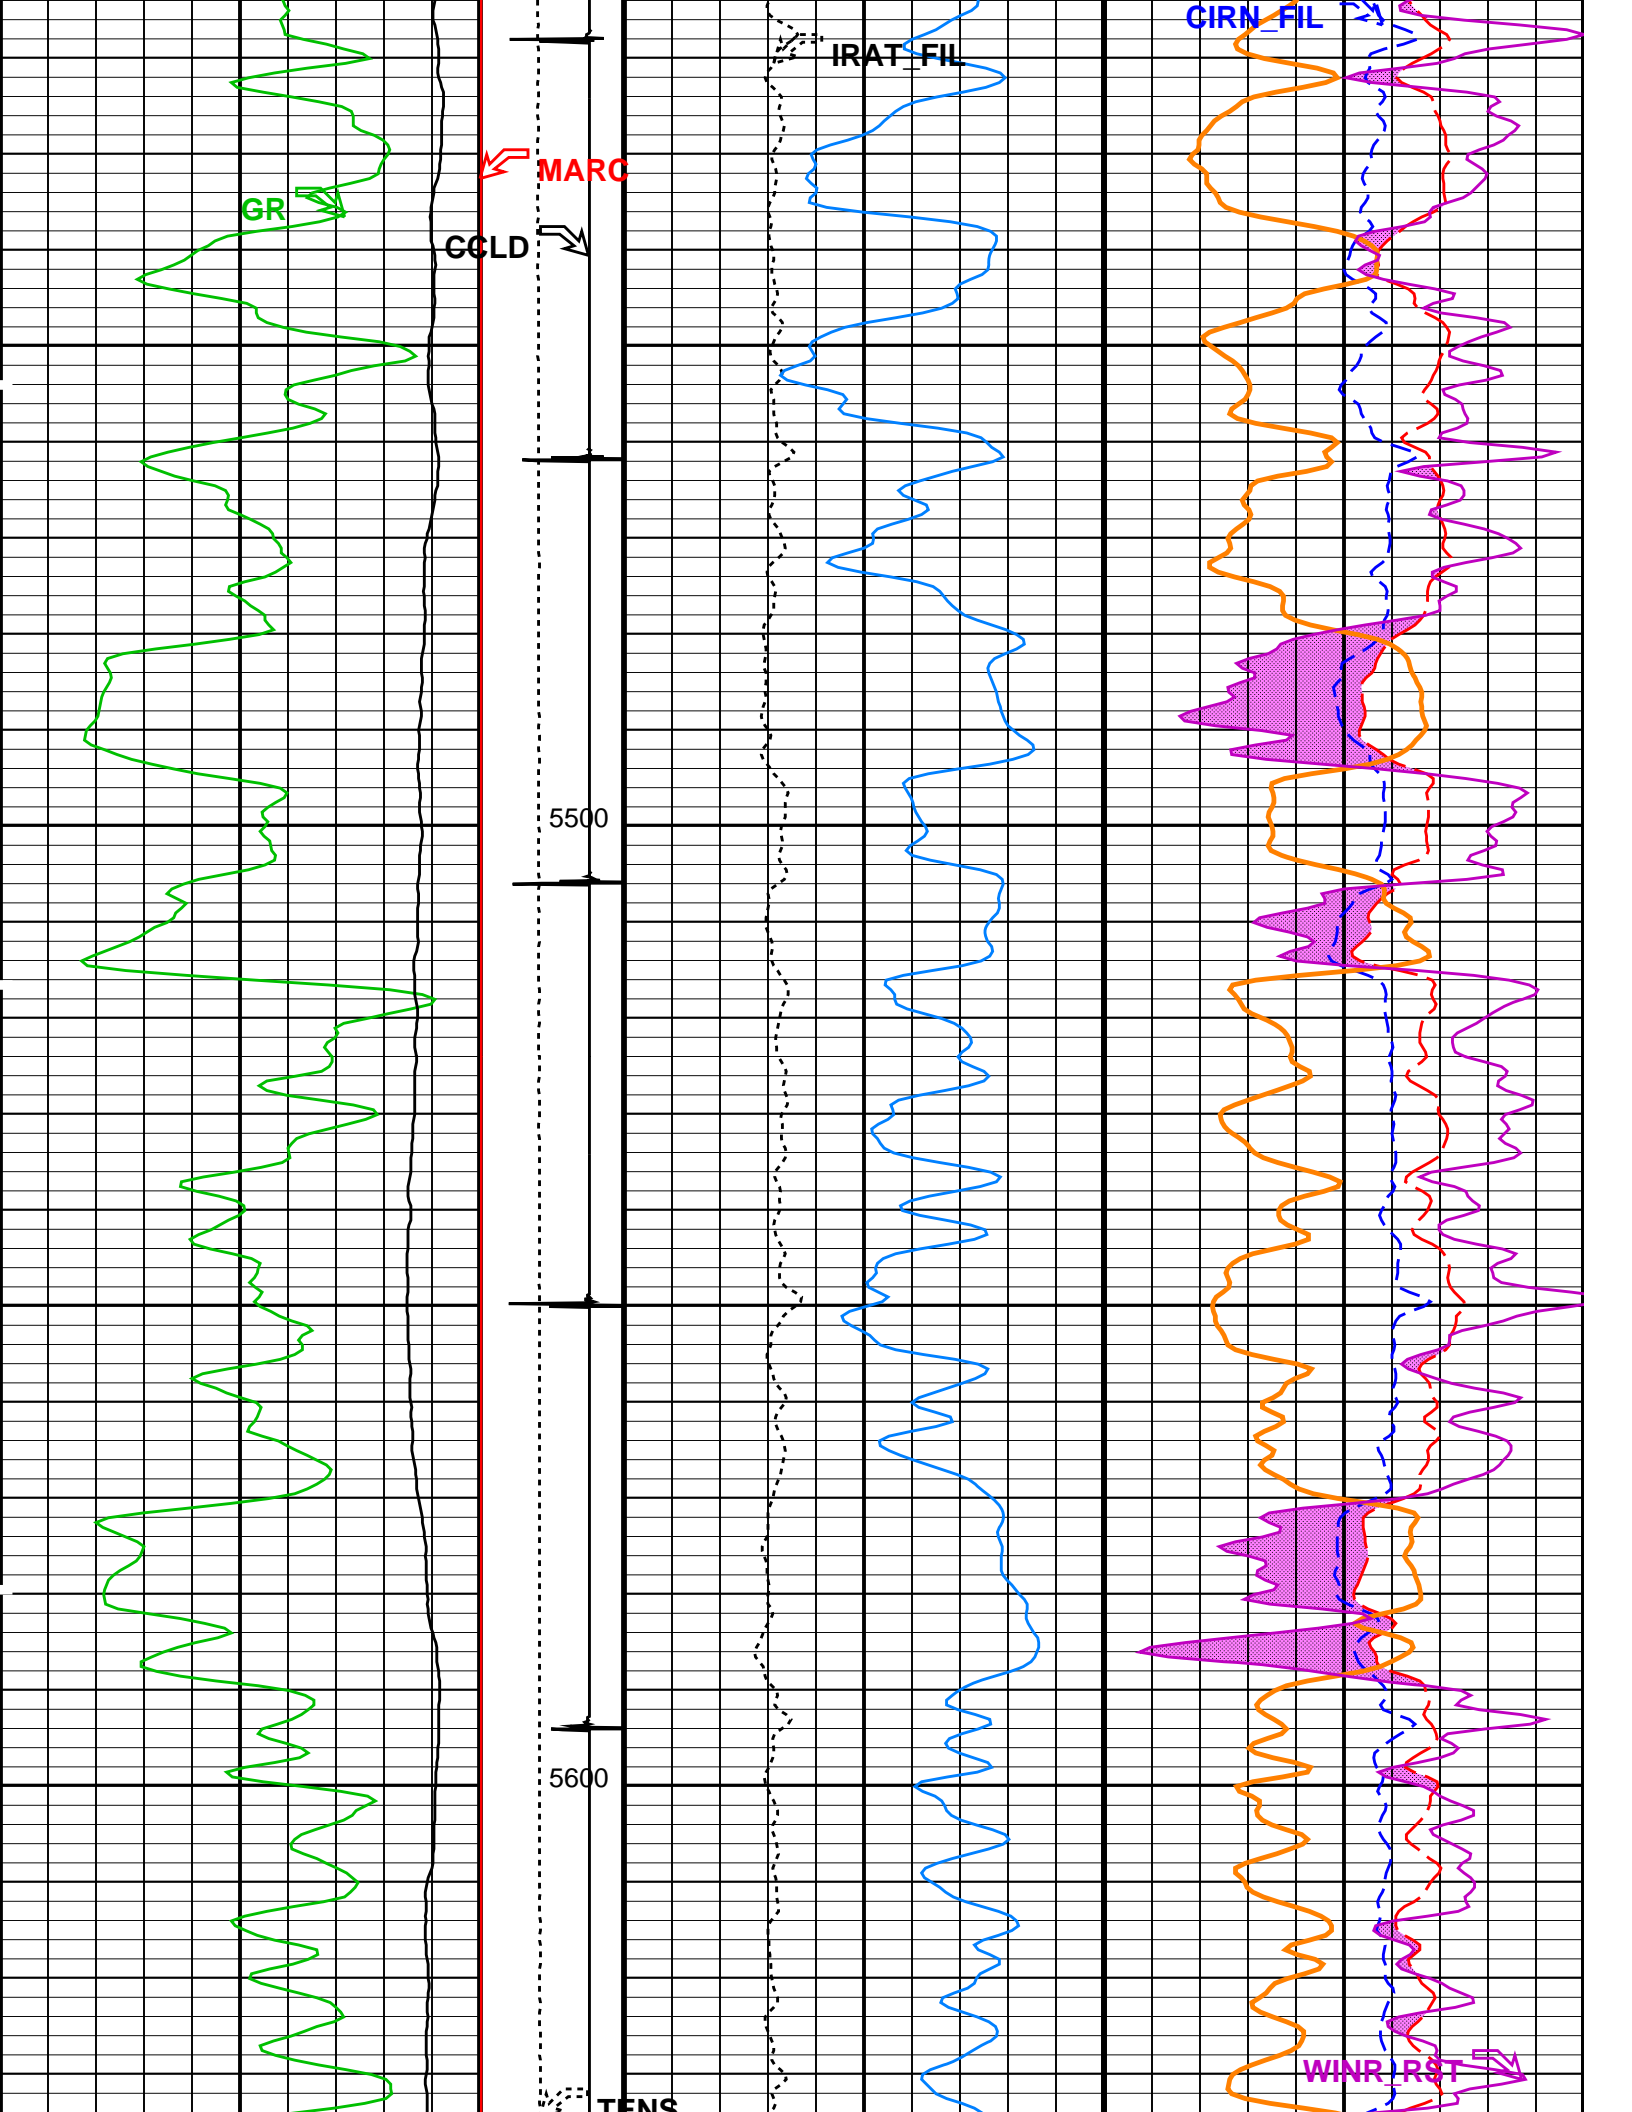 CIRN_FIL
IRAT_FIL
MARC
GR
CCLD
5500
5600
WINR_RST
TENS